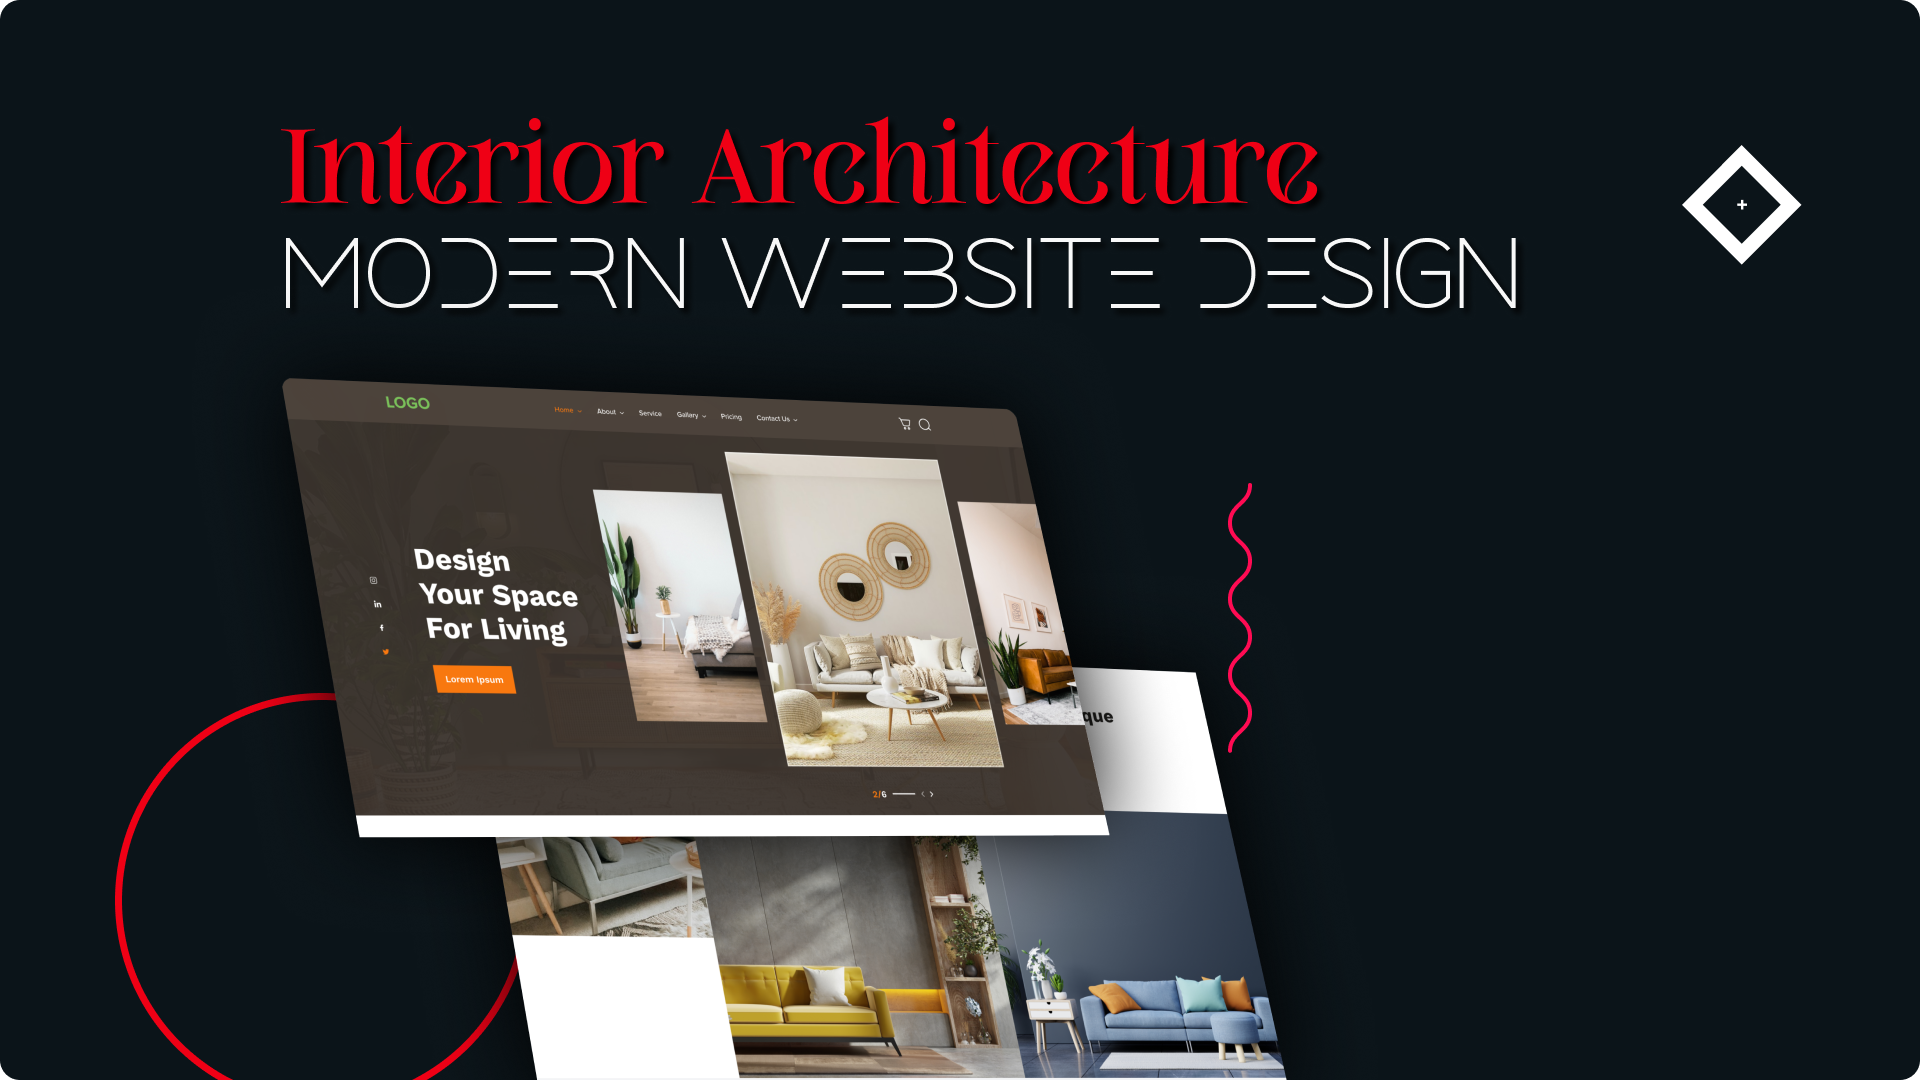 Interior Architecture
MODERN WEBSITE DESIGN
LOGO
Home About Service Gallary Pricing Contact Us
Design
Your Space
For Living
Lorem Ipsum
2/6
que